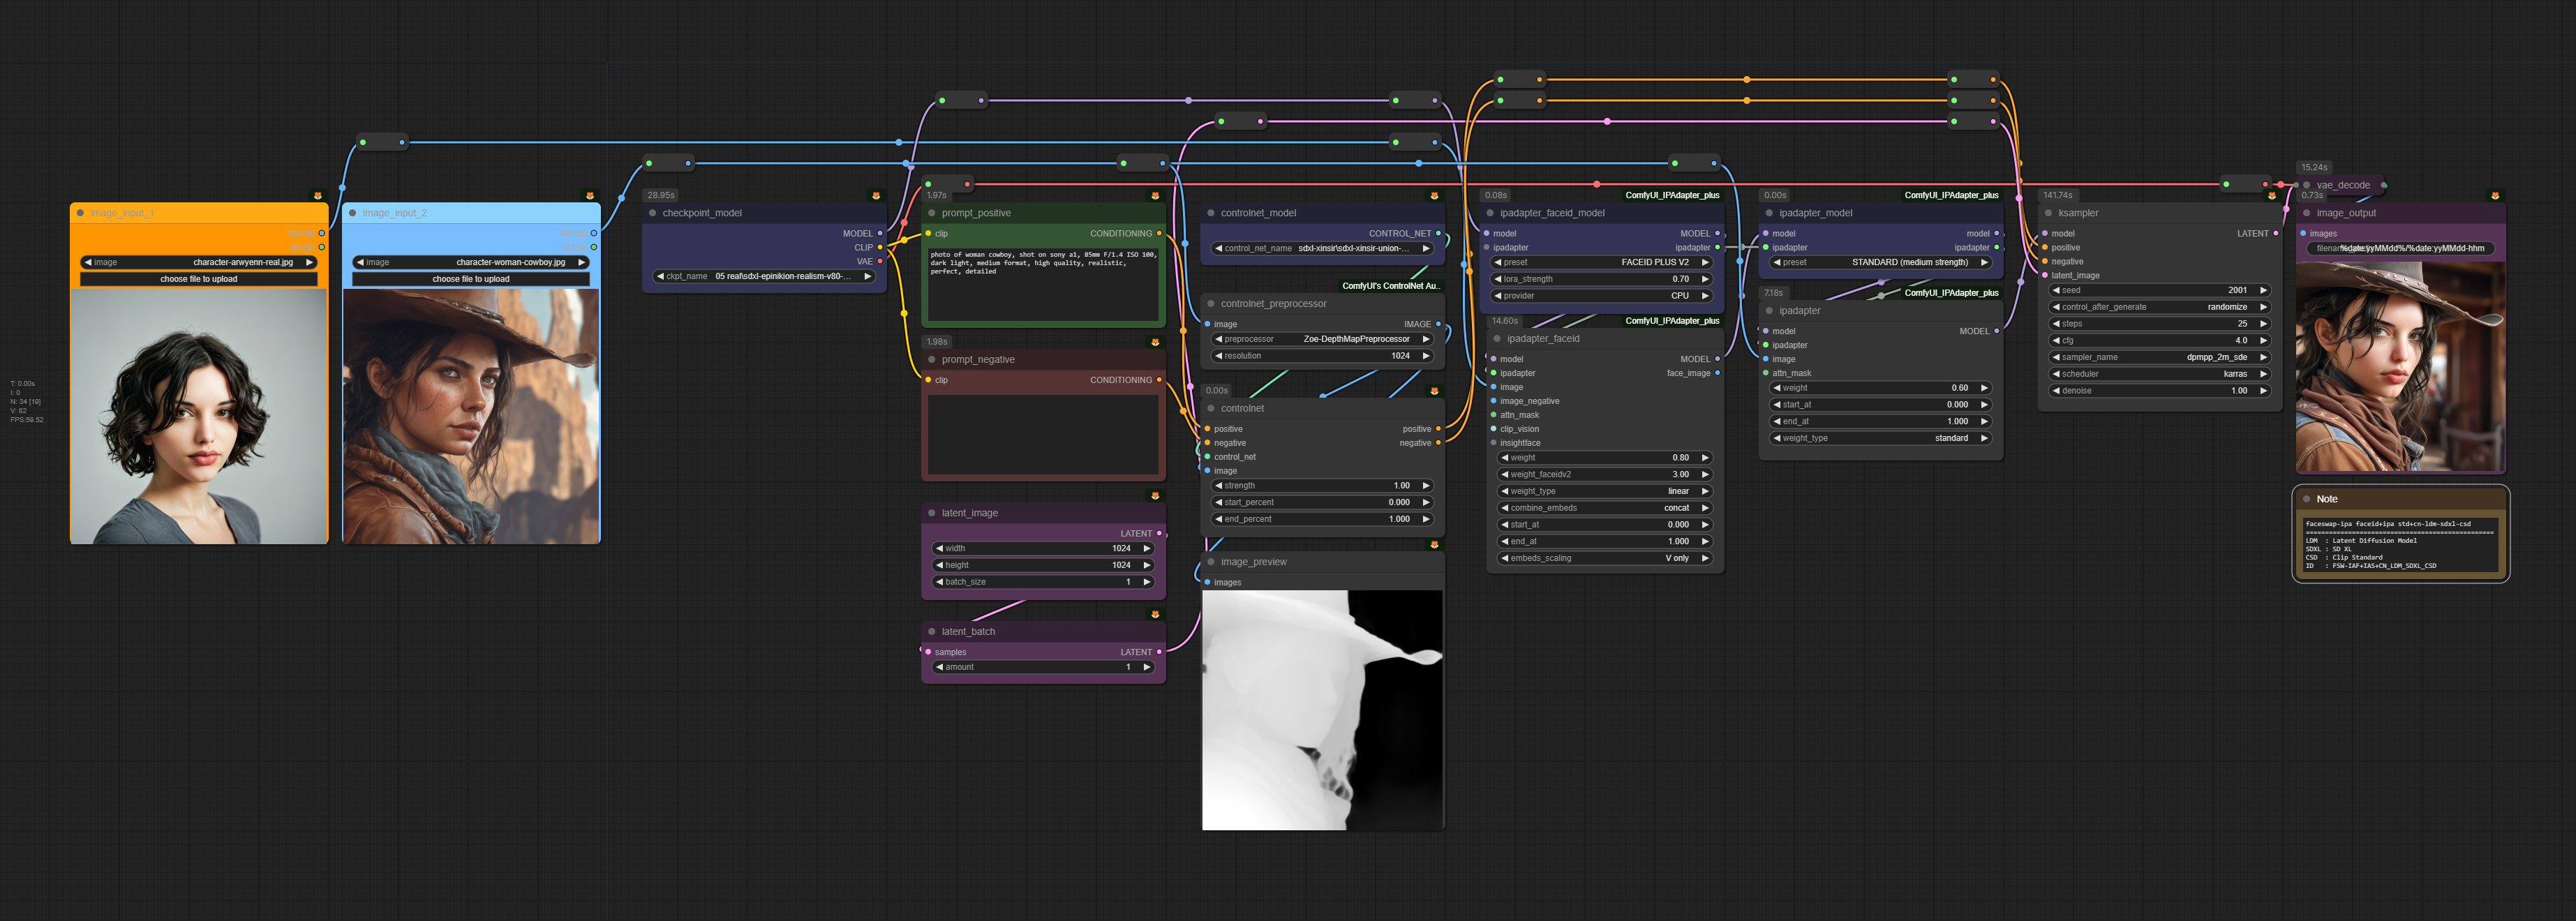 T: 0.00s
I: 0
N: 34 [19]
V: 82
FPS:59.52
image_input_1
IMAGE
MASK
image character-arwyenn-real.jpg
choose file to upload
image_input_2
image character-woman-cowboy.jpg
choose file to upload
28.95s
checkpoint_model
MODEL
CLIP
VAE
ckpt_name 05 real\sdxl-epinikion-realism-v80-...
1.97s
prompt_positive
clip CONDITIONING
photo of woman cowboy, shot on sony a1, 85mm F/1.4 ISO 100,
dark light, medium format, high quality, realistic,
perfect, detailed
1.98s
prompt_negative
clip CONDITIONING
latent_image
LATENT
width 1024
height 1024
batch_size 1
latent_batch
samples LATENT
amount 1
controlnet_model
CONTROL_NET
control_net_name sdxl-xinsir\sdxl-xinsir-union-...
ComfyUI's ControlNet Au..
controlnet_preprocessor
image IMAGE
preprocessor Zoe-DepthMapPreprocessor
resolution 1024
0.00s
controlnet
positive positive
negative negative
control_net
image
strength 1.00
start_percent 0.000
end_percent 1.000
image_preview
images
0.08s
ComfyUI_IPAdapter_plus
ipadapter_faceid_model
model MODEL
ipadapter ipadapter
preset FACEID PLUS V2
lora_strength 0.70
provider CPU
14.60s
ComfyUI_IPAdapter_plus
ipadapter_faceid
model MODEL
ipadapter face_image
image
image_negative
attn_mask
clip_vision
insightface
weight 0.80
weight_faceidv2 3.00
weight_type linear
combine_embeds concat
start_at 0.000
end_at 1.000
embeds_scaling V only
0.00s
ComfyUI_IPAdapter_plus
ipadapter_model
model model
ipadapter ipadapter
preset STANDARD (medium strength)
7.18s
ComfyUI_IPAdapter_plus
ipadapter
model MODEL
ipadapter
image
attn_mask
weight 0.60
start_at 0.000
end_at 1.000
weight_type standard
141.74s
ksampler
model LATENT
positive
negative
latent_image
seed 2001
control_after_generate randomize
steps 25
cfg 4.0
sampler_name dpmpp_2m_sde
scheduler karras
denoise 1.00
15.24s
vae_decode
0.73s
image_output
images
Note
faceswap-ipa faceid+ipa std+cn-ldm-sdxl-csd
==============================================
LDM : Latent Diffusion Model
SDXL : SD XL
CSD : Clip Standard
ID : FSW-IAF+IAS+CN_LDM_SDXL_CSD